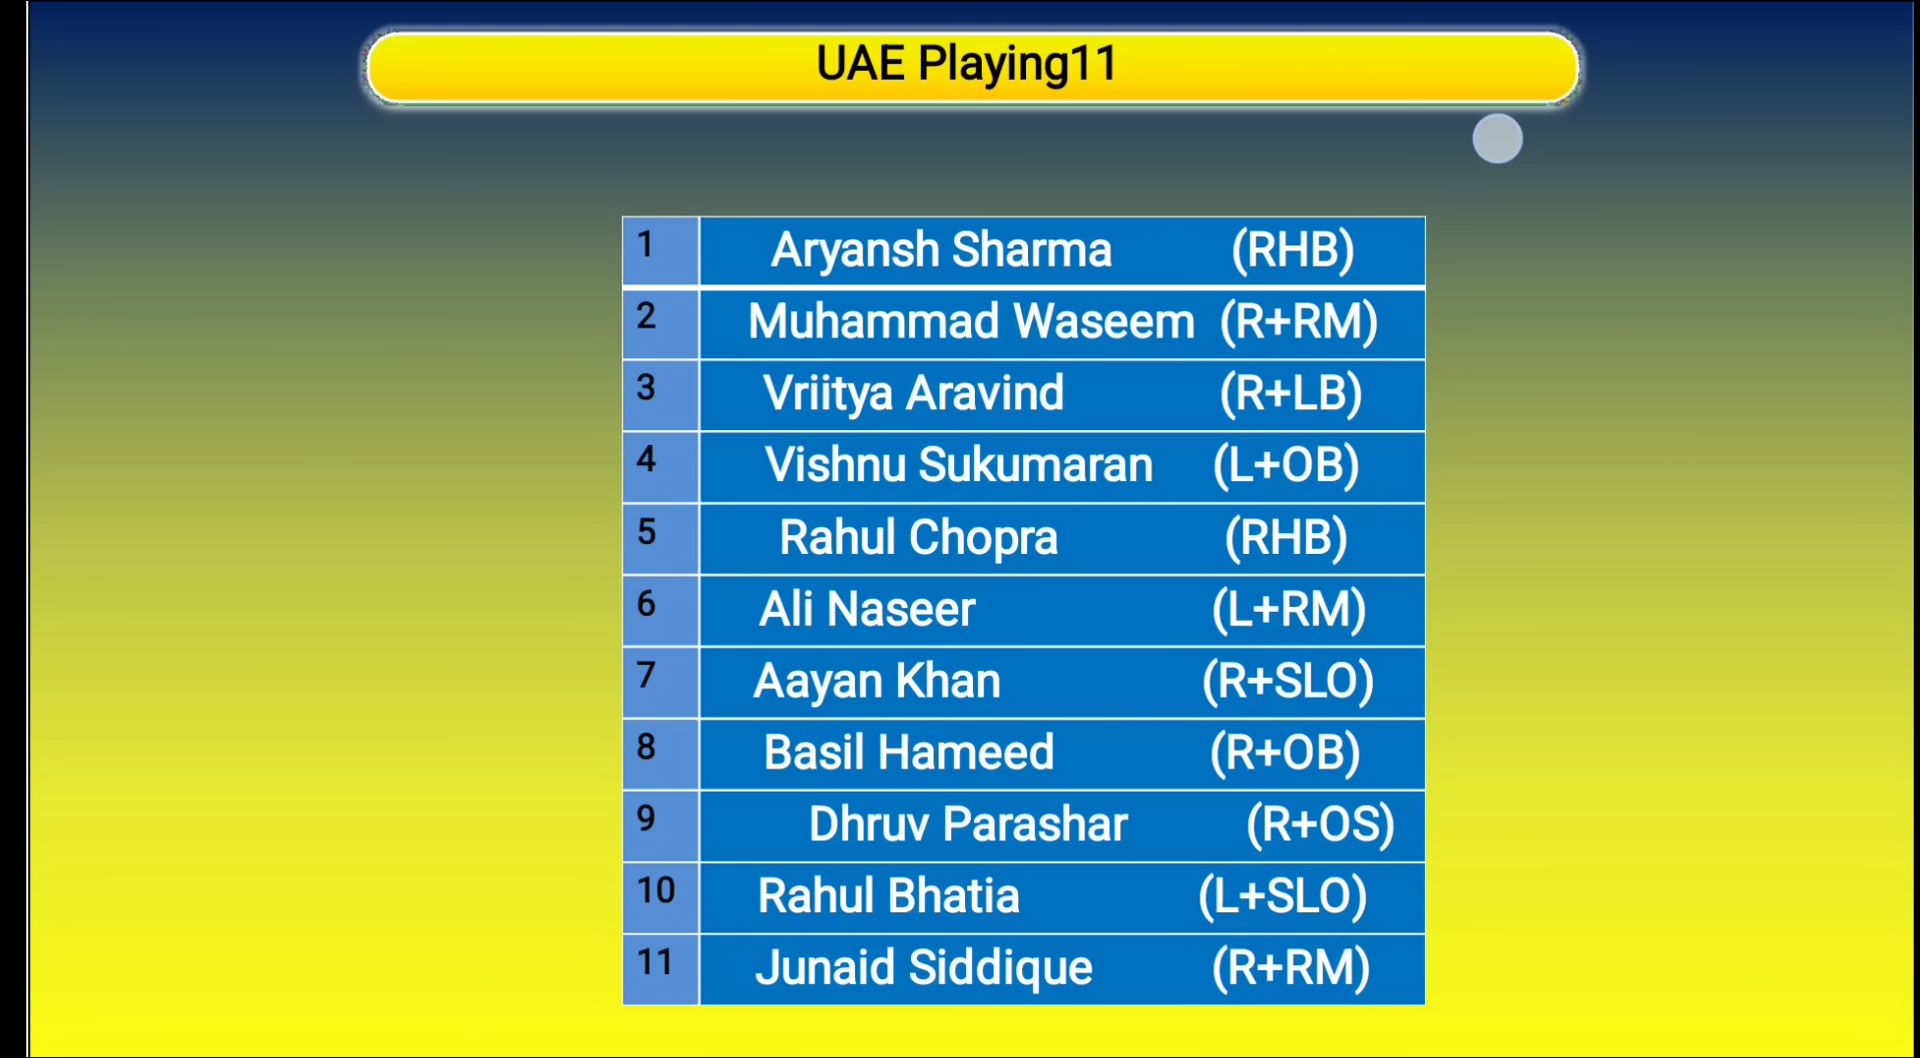 UAE Playing11
1 Aryansh Sharma (RHB)
2 Muhammad Waseem (R+RM)
3 Vriitya Aravind (R+LB)
4 Vishnu Sukumaran (L+OB)
5 Rahul Chopra (RHB)
6 Ali Naseer (L+RM)
7 Aayan Khan (R+SLO)
8 Basil Hameed (R+OB)
9 Dhruv Parashar (R+OS)
10 Rahul Bhatia (L+SLO)
11 Junaid Siddique (R+RM)